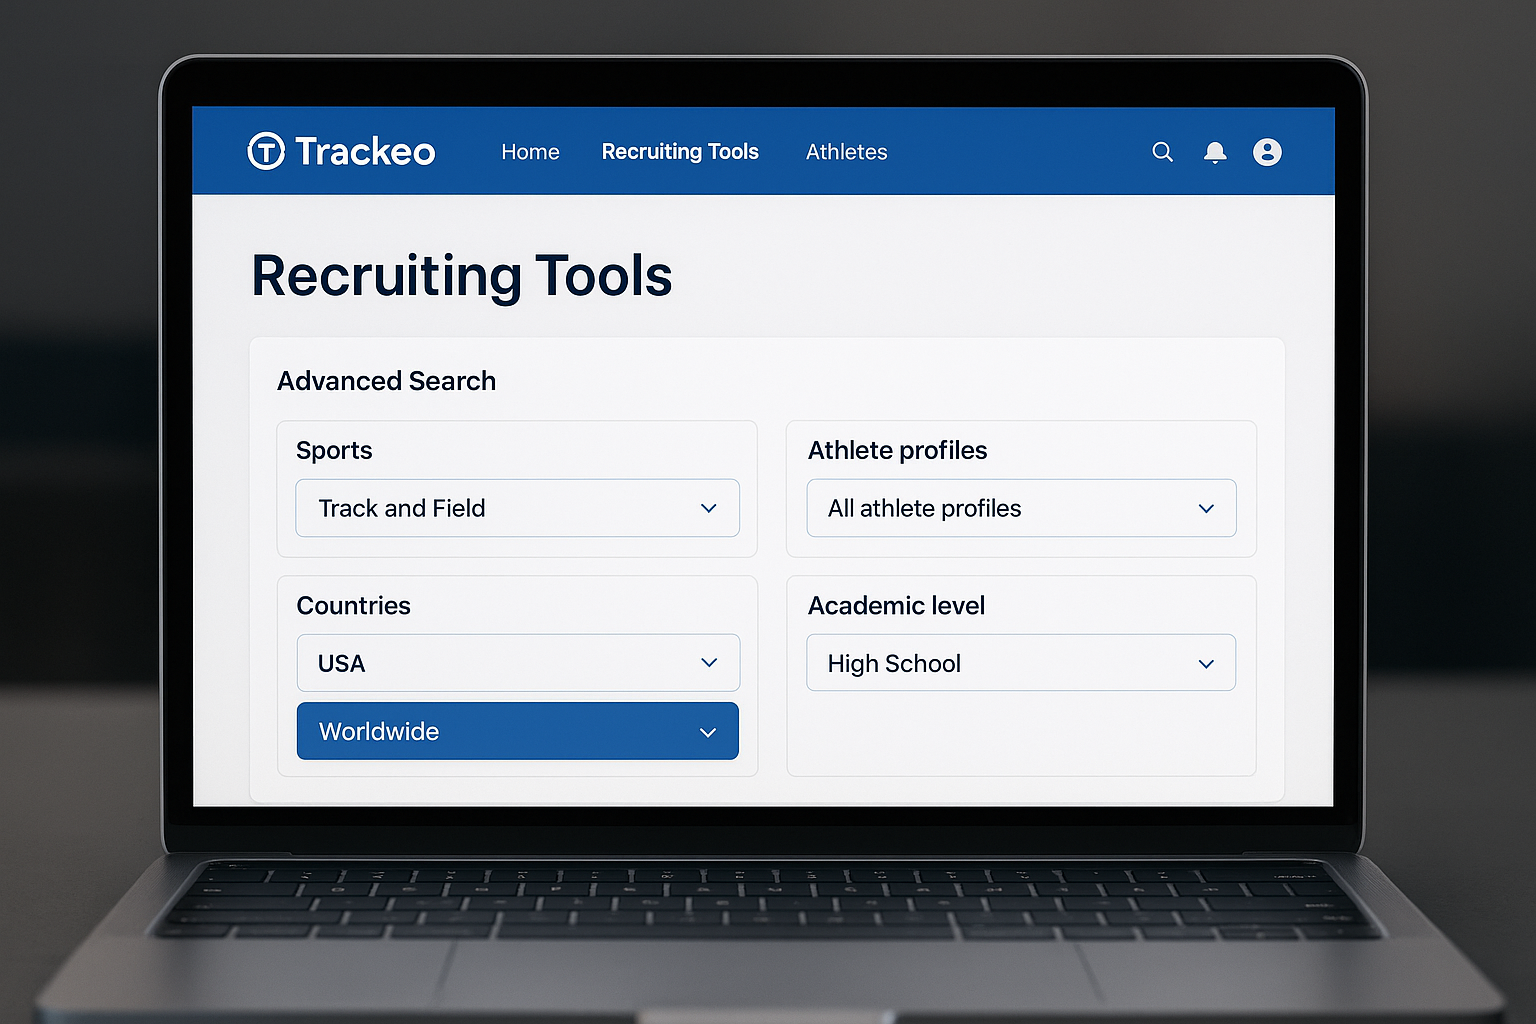 Trackeo
Home
Recruiting Tools
Athletes
Recruiting Tools
Advanced Search
Sports
Track and Field
Athlete profiles
All athlete profiles
Countries
USA
Worldwide
Academic level
High School